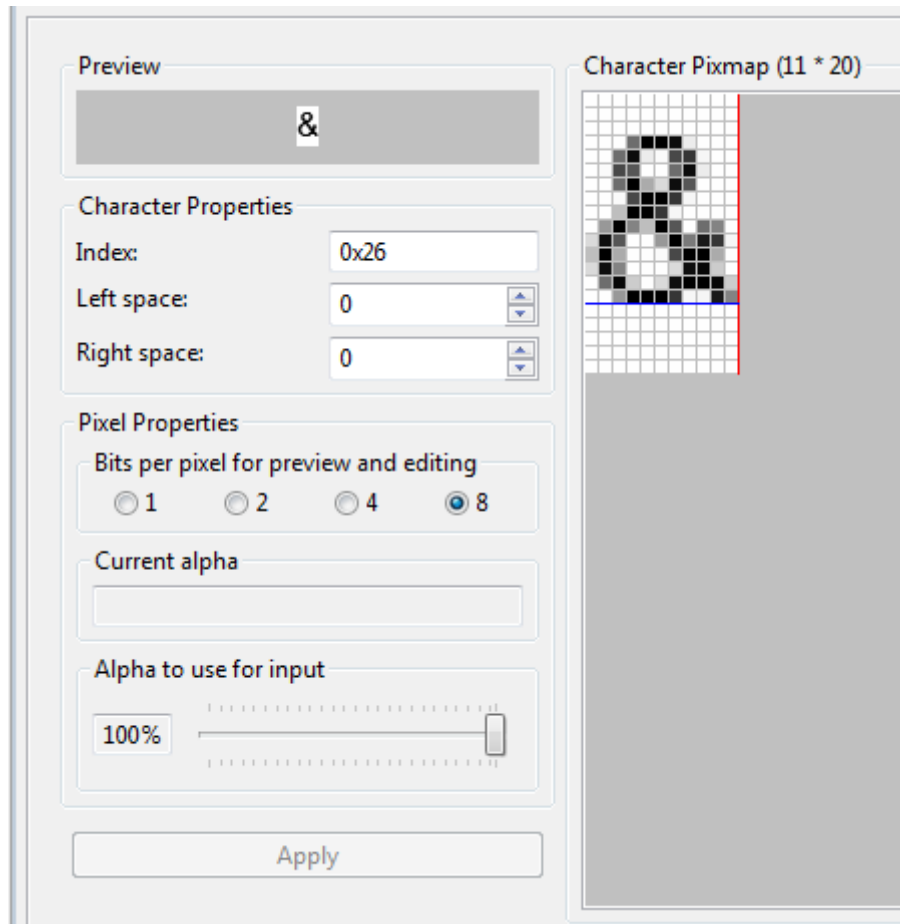 Preview
&
Character Properties
Index:
0x26
Left space:
0
Right space:
0
Pixel Properties
Bits per pixel for preview and editing
1 2 4 8
Current alpha
Alpha to use for input
100%
Apply
Character Pixmap (11 * 20)
&